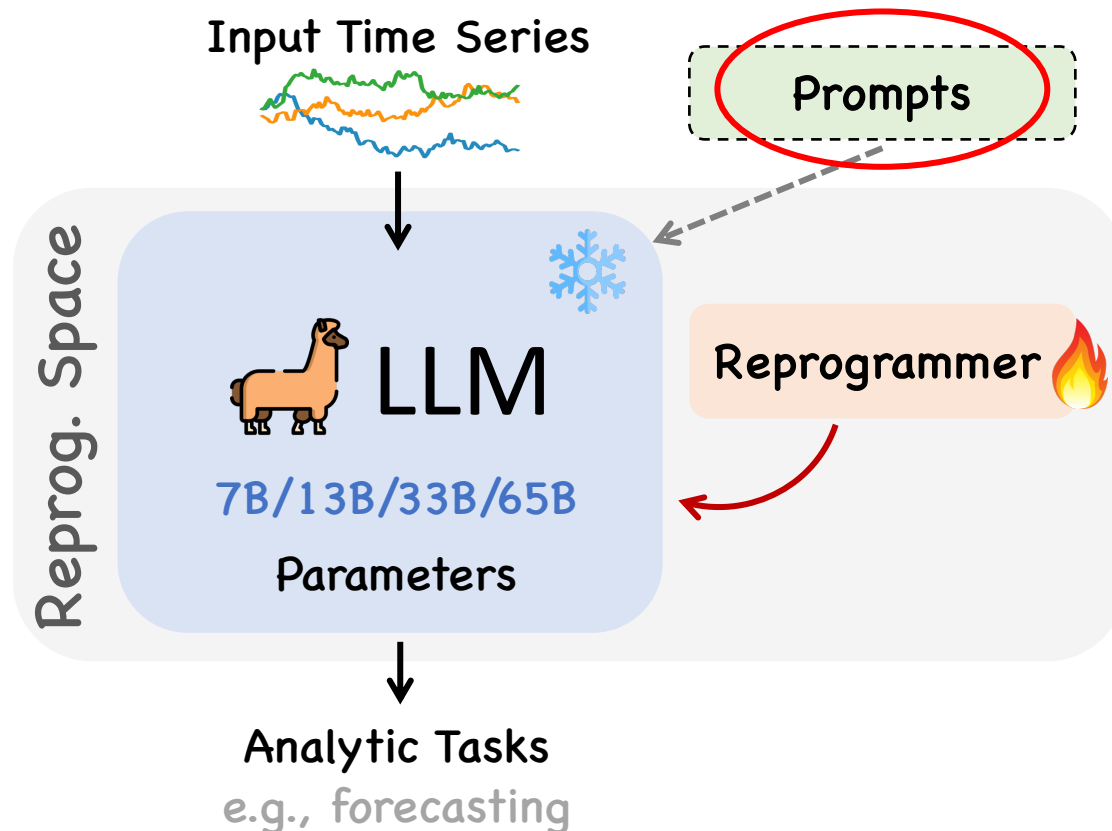 Input Time Series
Prompts
Reprog. Space
LLM
Reprogrammer
7B/13B/33B/65B
Parameters
Analytic Tasks
e.g., forecasting